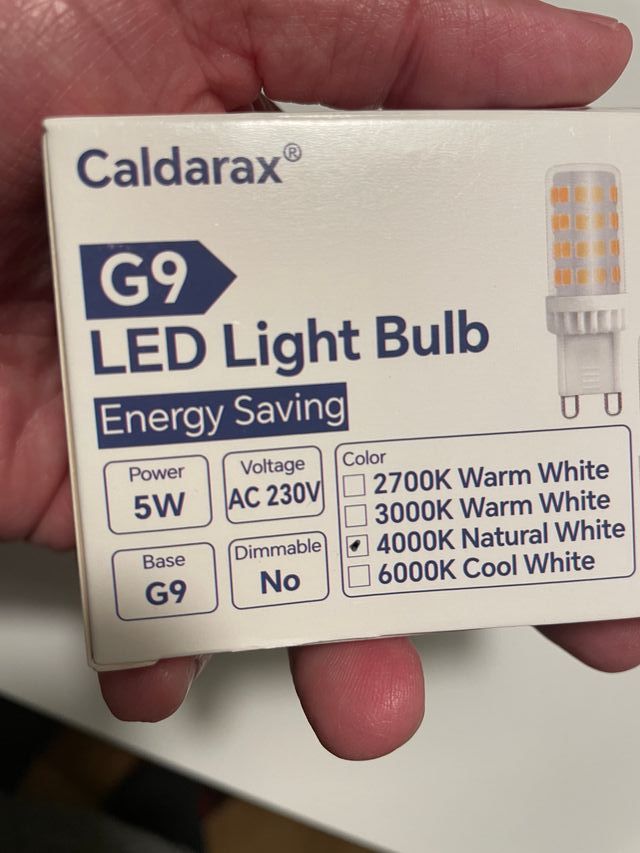 Caldarax®
G9
LED Light Bulb
Energy Saving
Power
5W
Voltage
AC 230V
Base
G9
Dimmable
No
Color
2700K Warm White
3000K Warm White
4000K Natural White
6000K Cool White